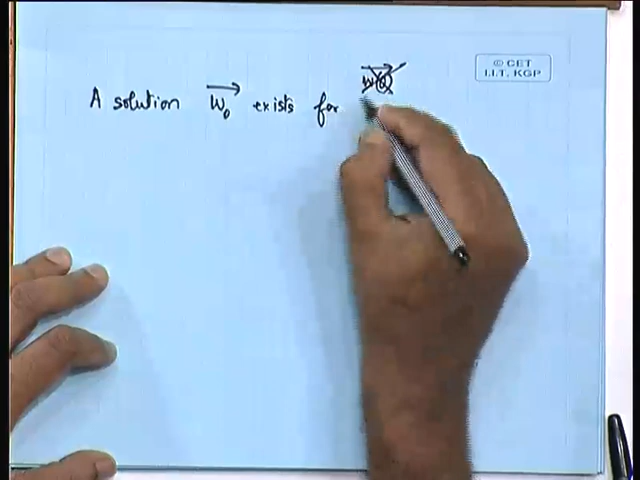 © CET
I.I.T. KGP
A solution w₀ exists for